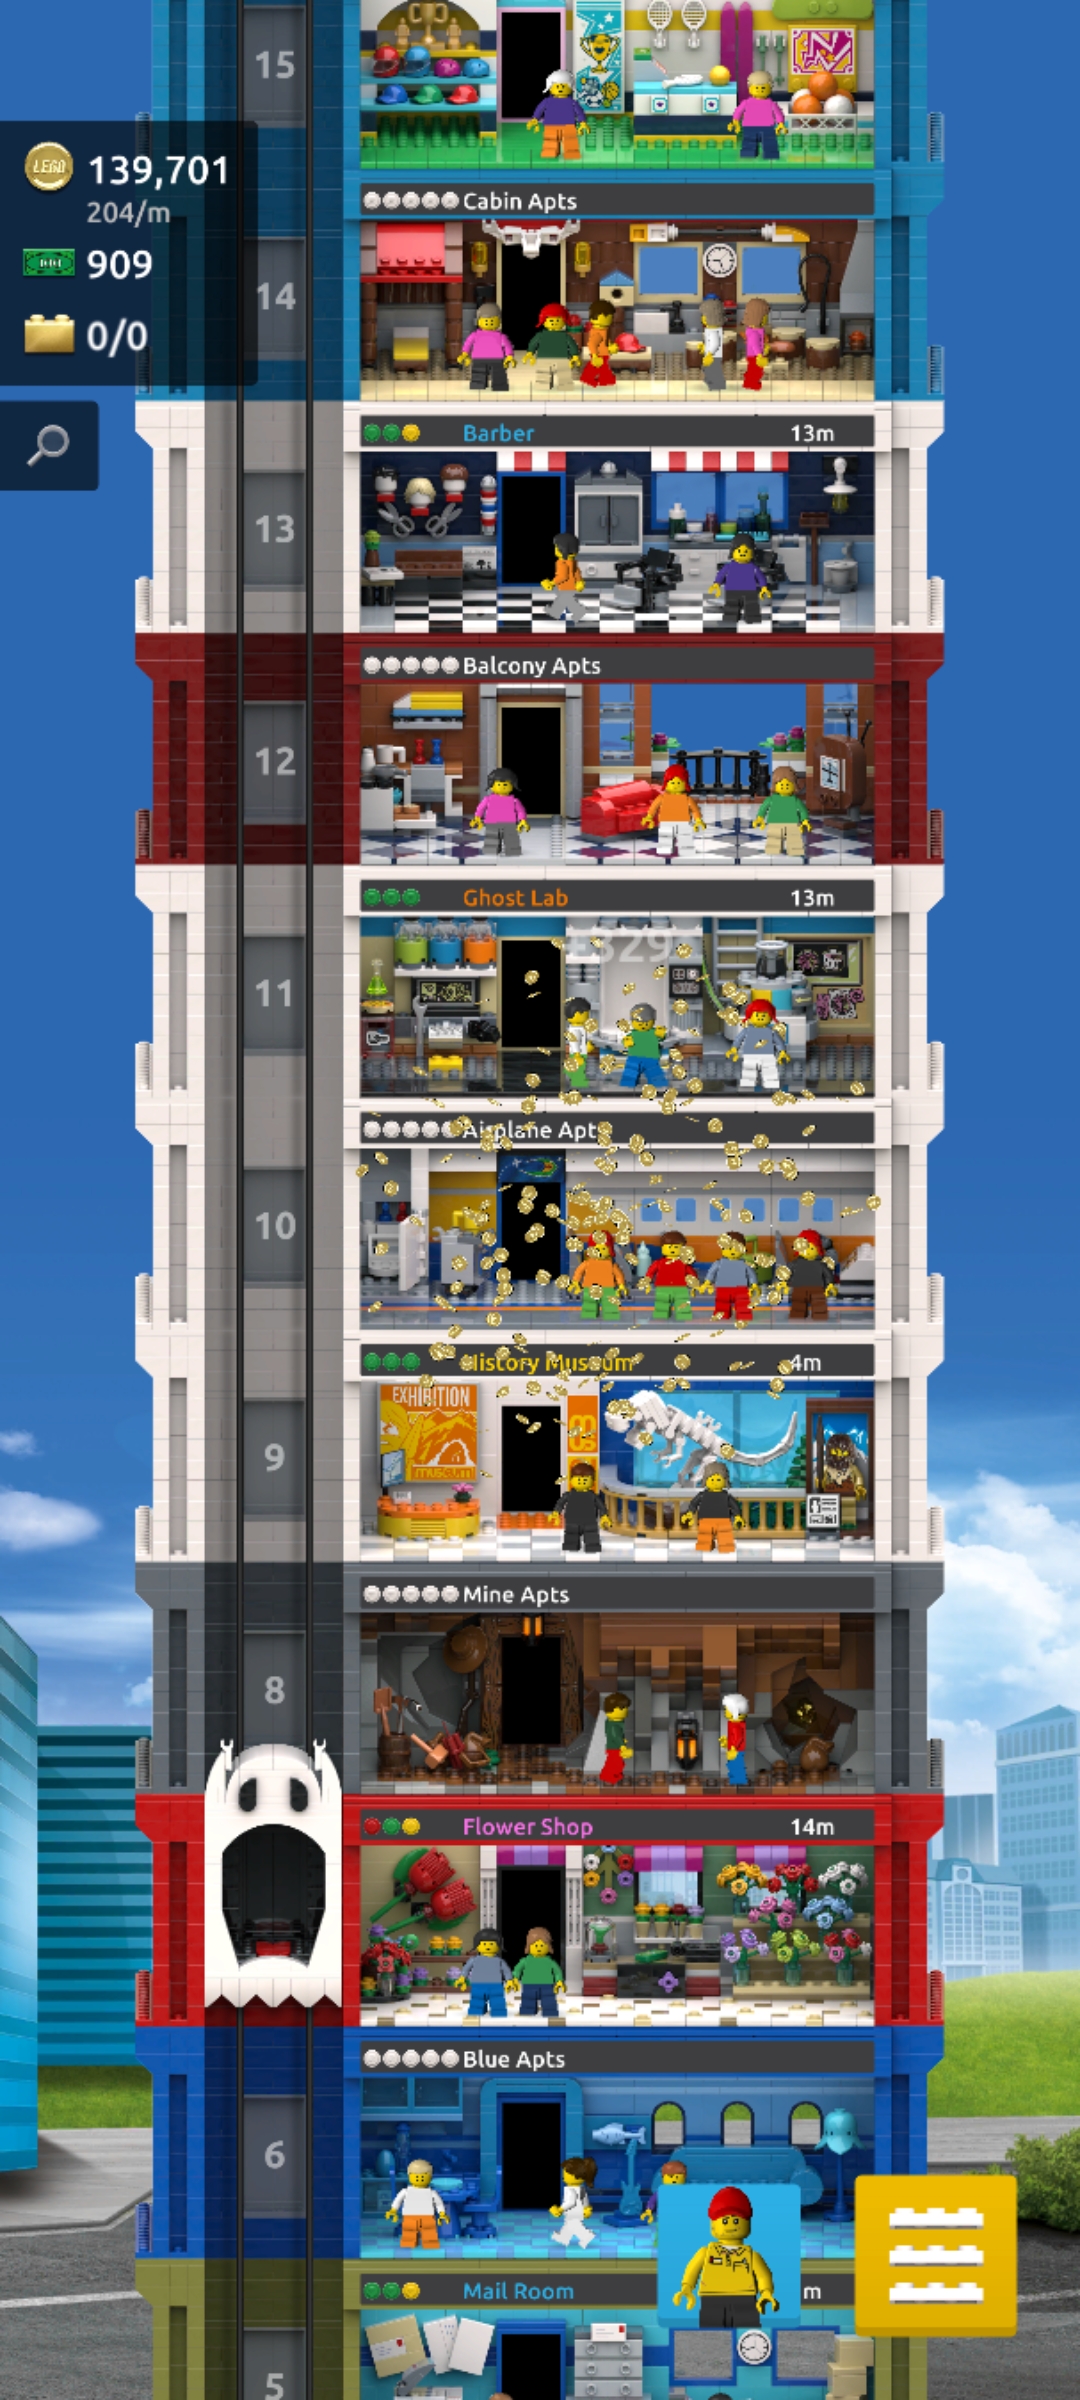 15
LEGO
139,701
204/m
909
0/0
Cabin Apts
14
Barber
13m
13
Balcony Apts
12
Ghost Lab
13m
329
11
Airplane Apts
10
History Museum
4m
EXHIBITION
museum
9
Mine Apts
8
Flower Shop
14m
Blue Apts
6
Mail Room
m
5